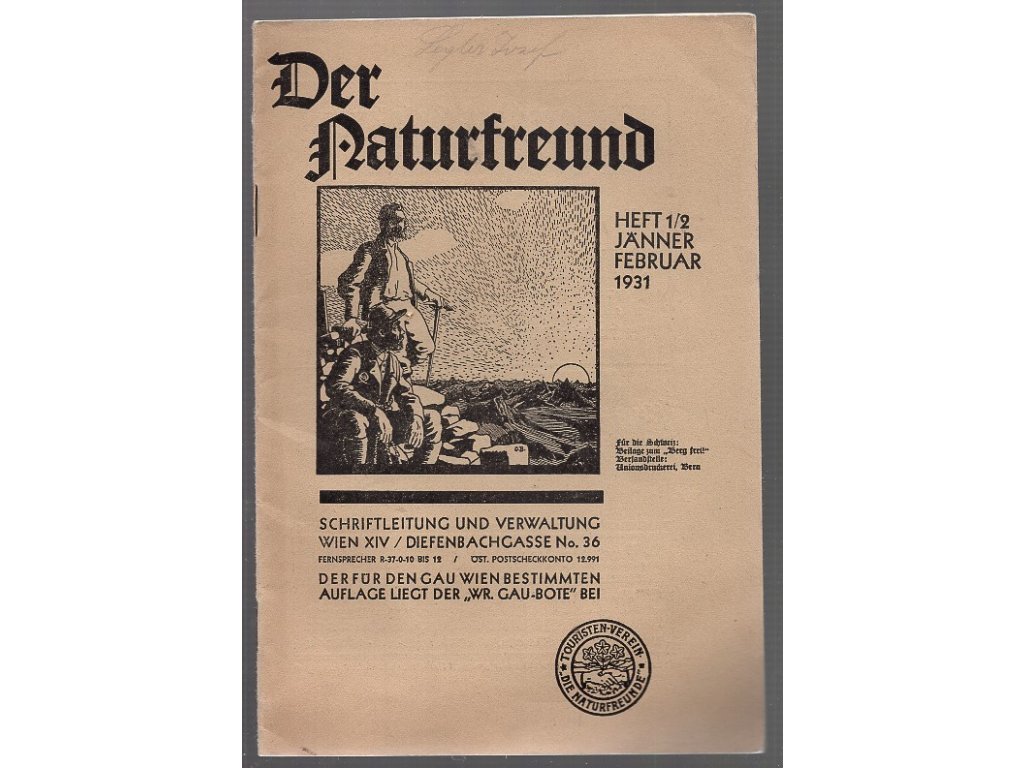 Josef
Der
Naturfreund
HEFT 1/2
JÄNNER
FEBRUAR
1931
Für die Schweiz:
Beilage zum „Berg frei!“
Versandstelle:
Unionsdruckerei, Bern
SCHRIFTLEITUNG UND VERWALTUNG
WIEN XIV / DIEFENBACHGASSE No. 36
FERNSPRECHER R-37-0-10 BIS 12 / ÖST. POSTSCHECKKONTO 12.991
DER FÜR DEN GAU WIEN BESTIMMTEN
AUFLAGE LIEGT DER „WR. GAU-BOTE“ BEI
TOURISTEN-VEREIN
„DIE NATURFREUNDE“